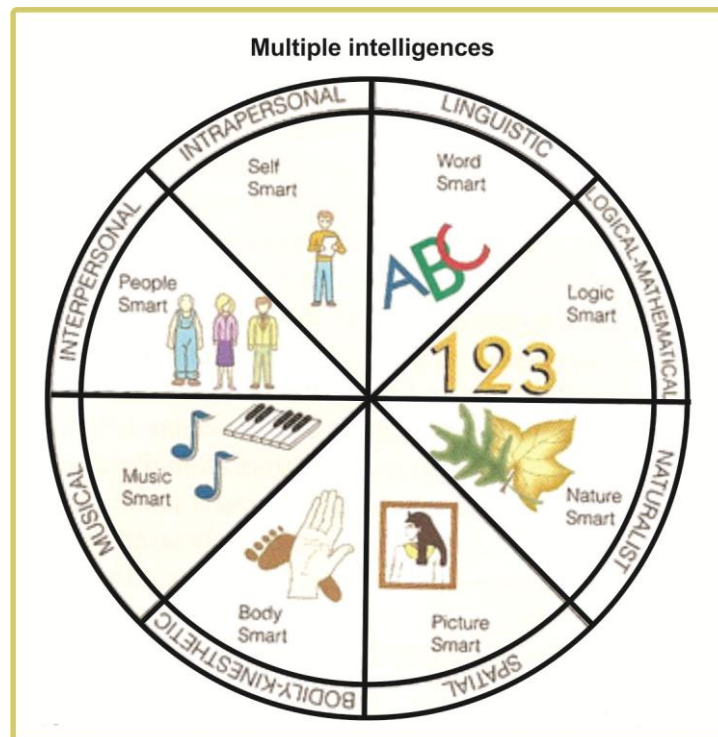 Multiple intelligences
LINGUISTIC
Word
Smart
ABC
LOGICAL-MATHEMATICAL
Logic
Smart
123
NATURALIST
Nature
Smart
SPATIAL
Picture
Smart
BODILY-KINESTHETIC
Body
Smart
MUSICAL
Music
Smart
INTERPERSONAL
People
Smart
INTRAPERSONAL
Self
Smart